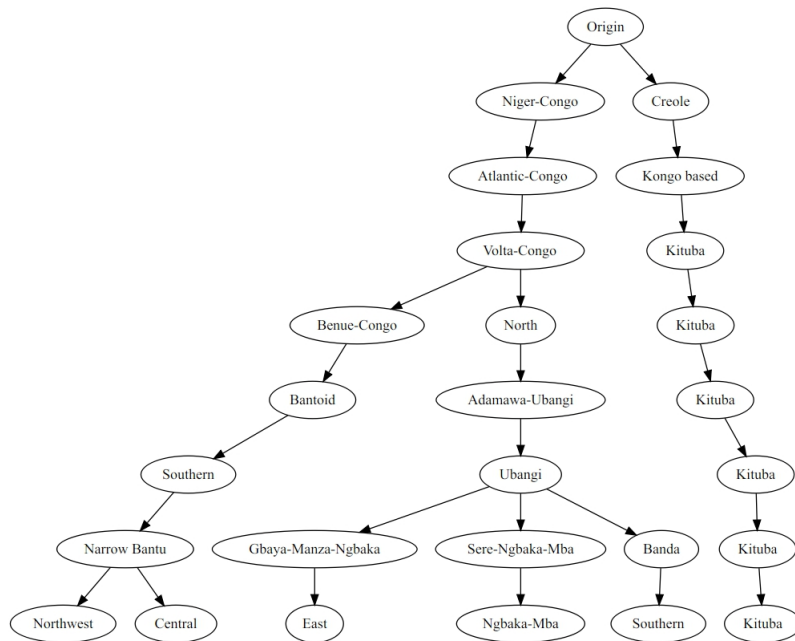 Origin
Niger-Congo Creole
Atlantic-Congo Kongo based
Volta-Congo Kituba
Benue-Congo North Kituba
Bantoid Adamawa-Ubangi Kituba
Southern Ubangi Kituba
Narrow Bantu Gbaya-Manza-Ngbaka Sere-Ngbaka-Mba Banda Kituba
Northwest Central East Ngbaka-Mba Southern Kituba